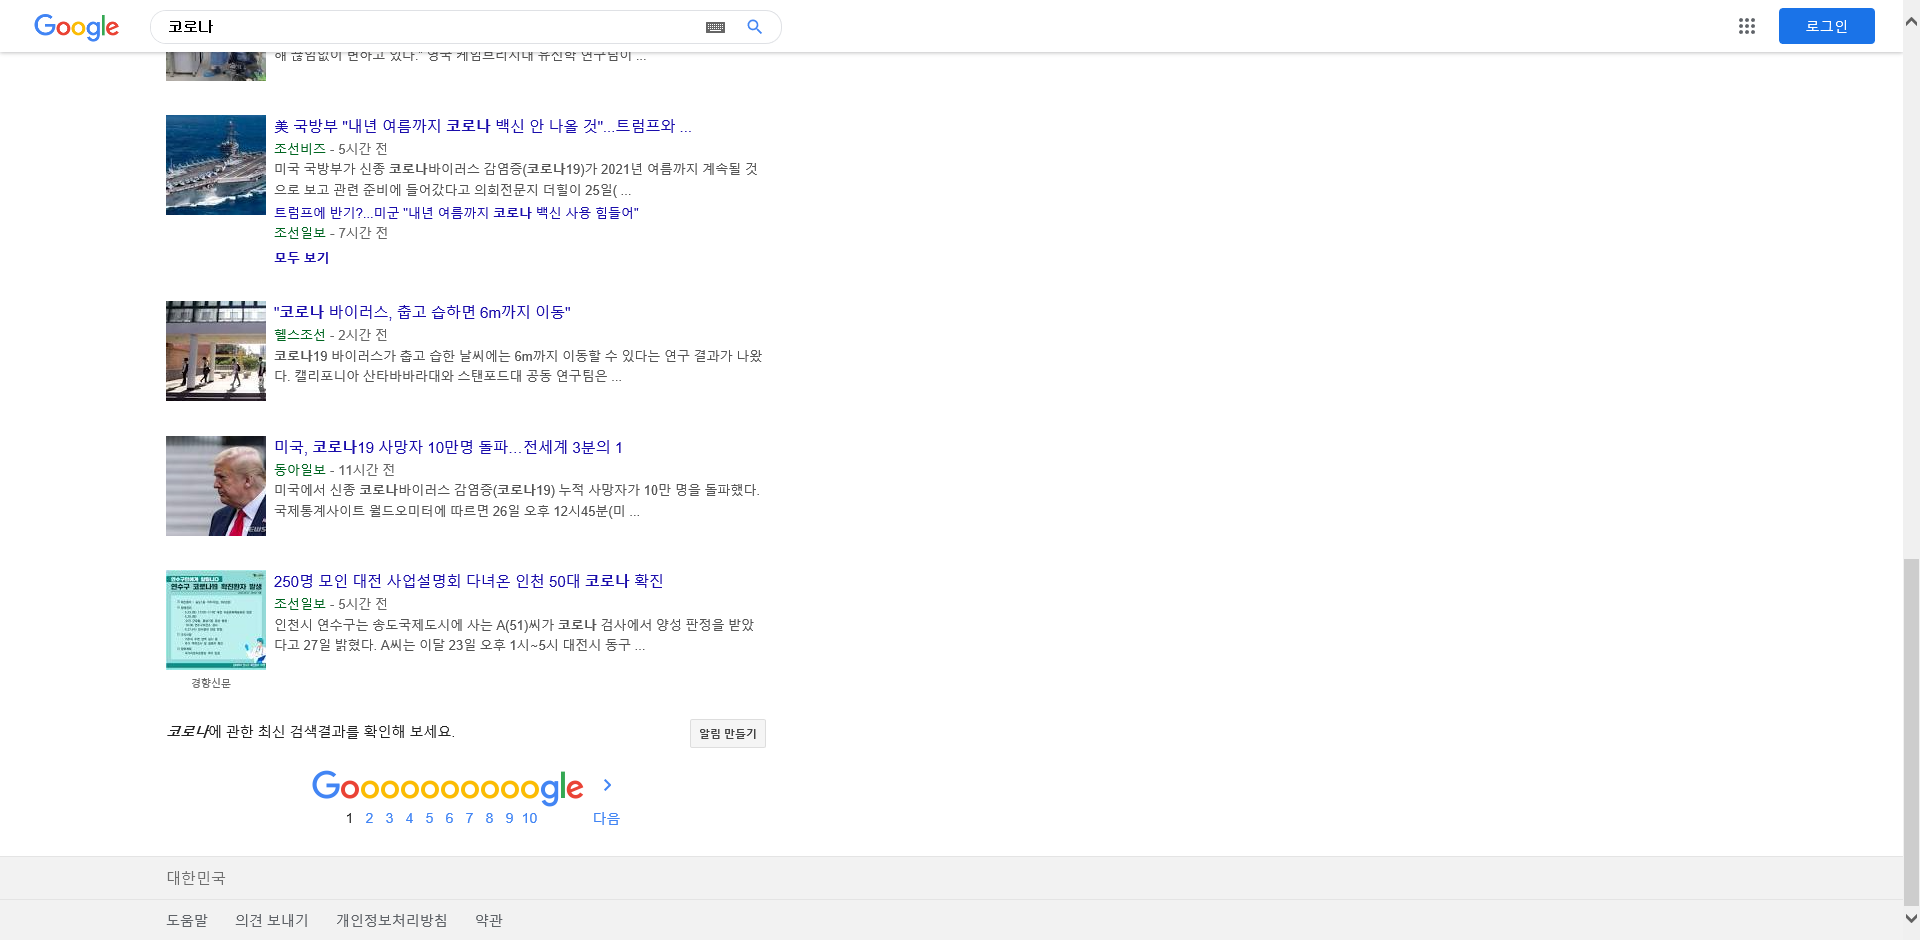 Google
코로나
로그인
해 끊임없이 변하고 있다." 영국 케임브리지대 유전학 연구팀이 ...
美 국방부 "내년 여름까지 코로나 백신 안 나올 것"...트럼프와 ...
조선비즈 - 5시간 전
미국 국방부가 신종 코로나바이러스 감염증(코로나19)가 2021년 여름까지 계속될 것
으로 보고 관련 준비에 들어갔다고 의회전문지 더힐이 25일( ...
트럼프에 반기?...미군 "내년 여름까지 코로나 백신 사용 힘들어"
조선일보 - 7시간 전
모두 보기
"코로나 바이러스, 춥고 습하면 6m까지 이동"
헬스조선 - 2시간 전
코로나19 바이러스가 춥고 습한 날씨에는 6m까지 이동할 수 있다는 연구 결과가 나왔
다. 캘리포니아 산타바바라대와 스탠포드대 공동 연구팀은 ...
미국, 코로나19 사망자 10만명 돌파…전세계 3분의 1
동아일보 - 11시간 전
미국에서 신종 코로나바이러스 감염증(코로나19) 누적 사망자가 10만 명을 돌파했다.
국제통계사이트 월드오미터에 따르면 26일 오후 12시45분(미 ...
NEWS
250명 모인 대전 사업설명회 다녀온 인천 50대 코로나 확진
조선일보 - 5시간 전
인천시 연수구는 송도국제도시에 사는 A(51)씨가 코로나 검사에서 양성 판정을 받았
다고 27일 밝혔다. A씨는 이달 23일 오후 1시~5시 대전시 동구 ...
연수구 코로나19 확진환자 발생
경향신문
코로나에 관한 최신 검색결과를 확인해 보세요.
알림 만들기
Goooooooooogle
1 2 3 4 5 6 7 8 9 10 다음
대한민국
도움말 의견 보내기 개인정보처리방침 약관